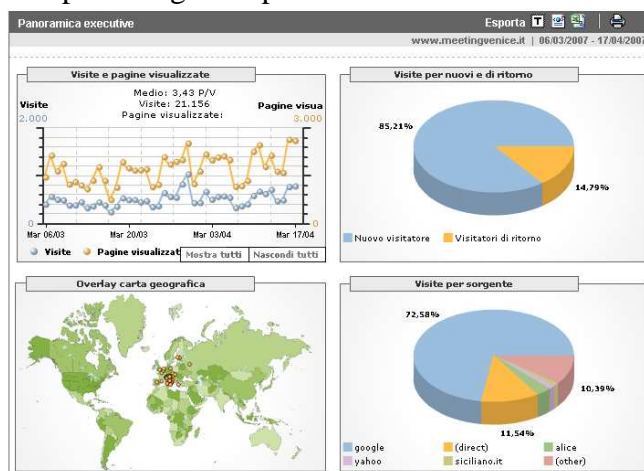 Panoramica executive
Esporta
www.meetingvenice.it | 06/03/2007 - 17/04/2007
Visite e pagine visualizzate
Medio: 3,43 P/V
Visite: 21.156
Pagine visualizzate:
Visite
Pagine visua
2.000
3.000
0
0
Mar 06/03
Mar 20/03
Mar 03/04
Mar 17/04
Visite
Pagine visualizzat
Mostra tutti
Nascondi tutti
Visite per nuovi e di ritorno
85,21%
14,79%
Nuovo visitatore
Visitatori di ritorno
Overlay carta geografica
Visite per sorgente
72,58%
10,39%
11,54%
google
(direct)
alice
yahoo
siciliano.it
(other)